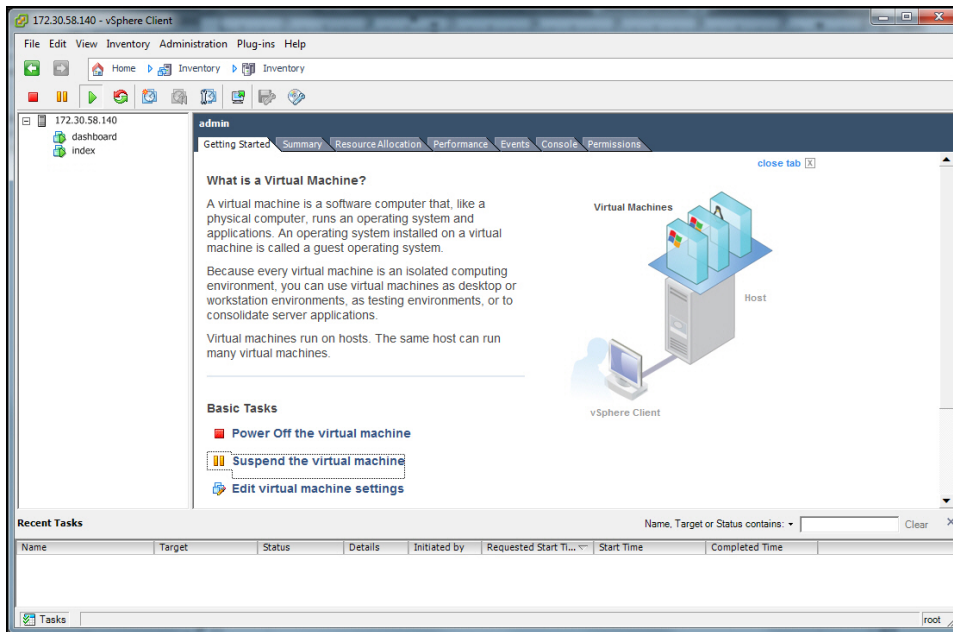 172.30.58.140 - vSphere Client
File Edit View Inventory Administration Plug-ins Help
Home Inventory Inventory
172.30.58.140
dashboard
index
admin
Getting Started Summary Resource Allocation Performance Events Console Permissions
close tab X
What is a Virtual Machine?
A virtual machine is a software computer that, like a
physical computer, runs an operating system and
applications. An operating system installed on a virtual
machine is called a guest operating system.
Because every virtual machine is an isolated computing
environment, you can use virtual machines as desktop or
workstation environments, as testing environments, or to
consolidate server applications.
Virtual machines run on hosts. The same host can run
many virtual machines.
Virtual Machines
Host
vSphere Client
Basic Tasks
Power Off the virtual machine
Suspend the virtual machine
Edit virtual machine settings
Recent Tasks
Name, Target or Status contains:
Clear
Name Target Status Details Initiated by Requested Start Ti... Start Time Completed Time
Tasks
root